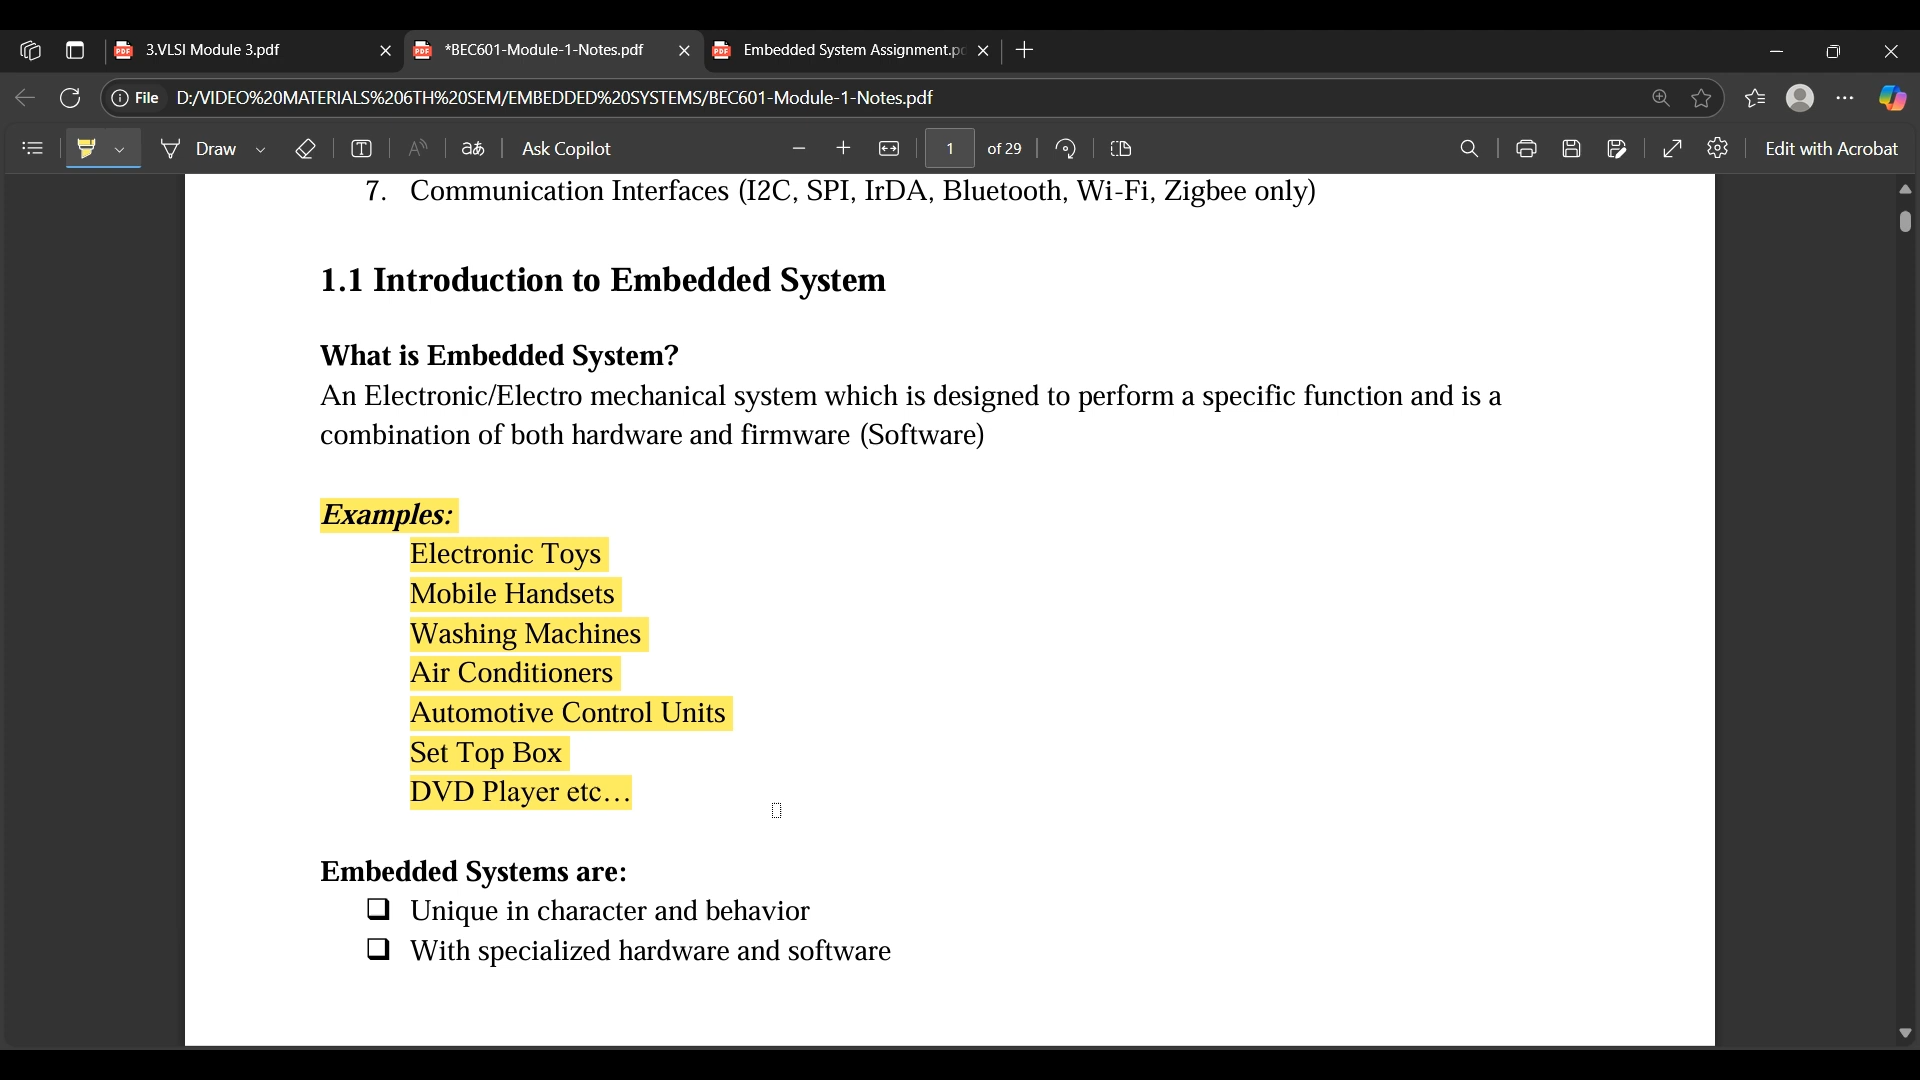 3.VLSI Module 3.pdf
*BEC601-Module-1-Notes.pdf
Embedded System Assignment.p
File D:/VIDEO%20MATERIALS%206TH%20SEM/EMBEDDED%20SYSTEMS/BEC601-Module-1-Notes.pdf
Draw aあ Ask Copilot 1 of 29 Edit with Acrobat
7. Communication Interfaces (I2C, SPI, IrDA, Bluetooth, Wi-Fi, Zigbee only)
1.1 Introduction to Embedded System
What is Embedded System?
An Electronic/Electro mechanical system which is designed to perform a specific function and is a
combination of both hardware and firmware (Software)
Examples:
Electronic Toys
Mobile Handsets
Washing Machines
Air Conditioners
Automotive Control Units
Set Top Box
DVD Player etc…
Embedded Systems are:
❑ Unique in character and behavior
❑ With specialized hardware and software